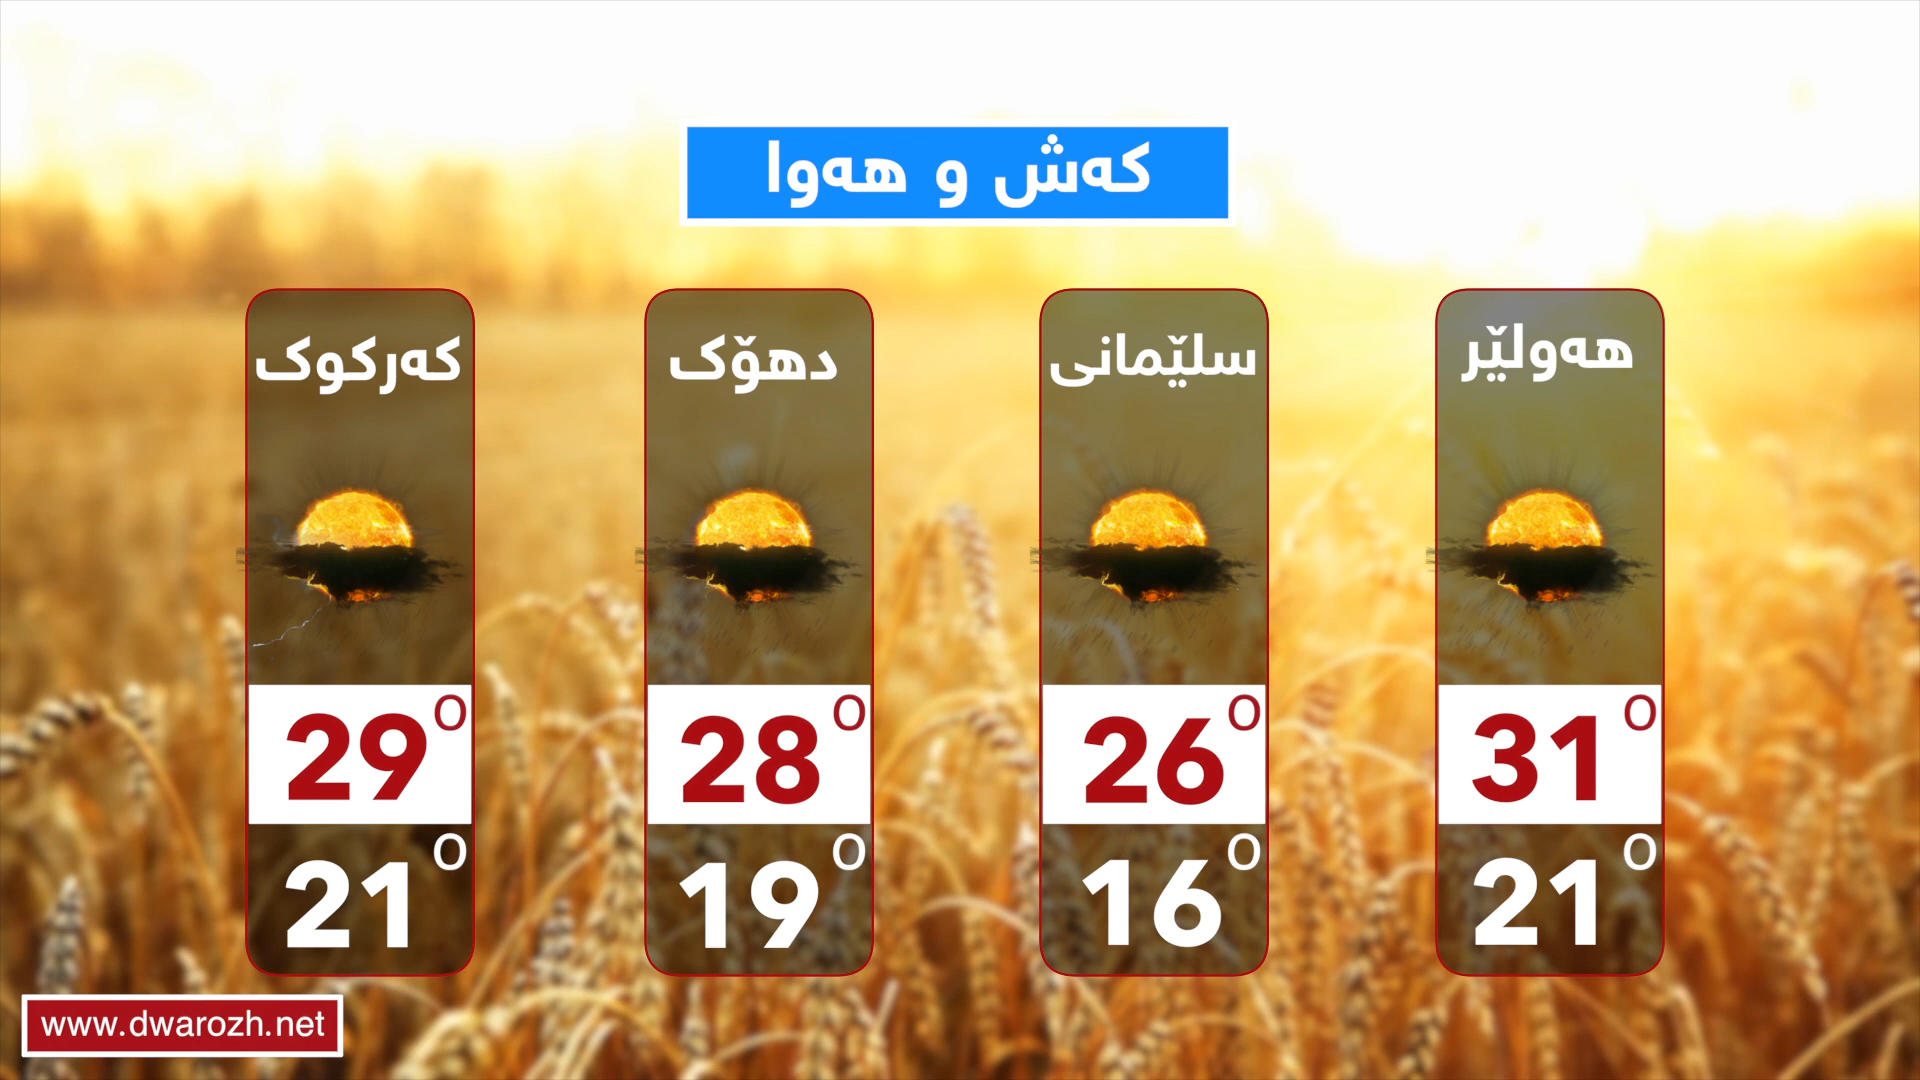 کەش و هەوا
هەولێر
31°
21°
سلێمانی
26°
16°
دهۆک
28°
19°
کەرکوک
29°
21°
www.dwarozh.net